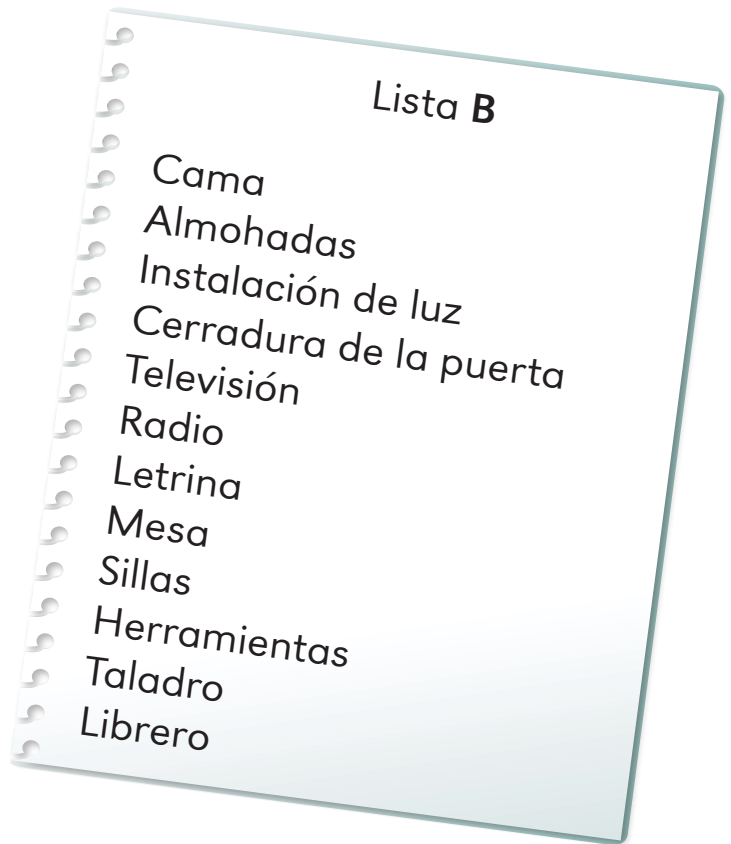 Lista B
Cama
Almohadas
Instalación de luz
Cerradura de la puerta
Televisión
Radio
Letrina
Mesa
Sillas
Herramientas
Taladro
Librero